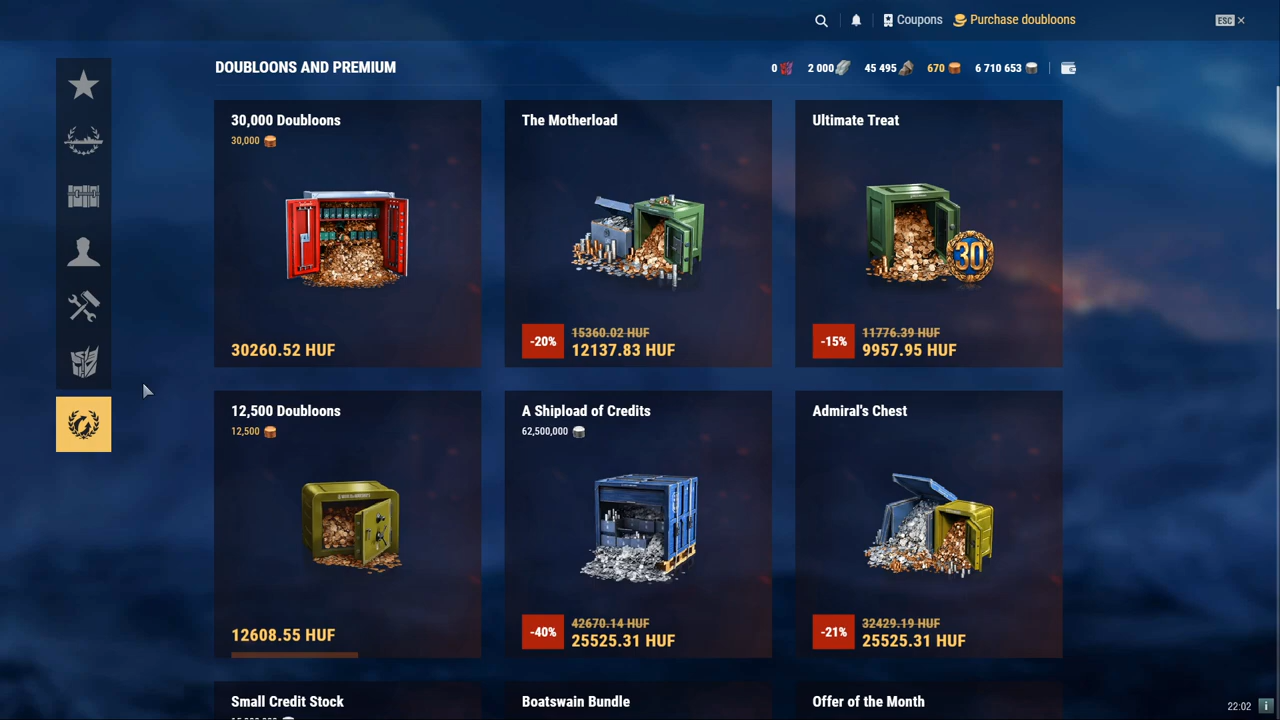 Coupons
Purchase doubloons
ESC
DOUBLOONS AND PREMIUM
0
2 000
45 495
670
6 710 653
30,000 Doubloons
30,000
30260.52 HUF
The Motherload
-20%
15360.02 HUF
12137.83 HUF
Ultimate Treat
30
-15%
11776.39 HUF
9957.95 HUF
12,500 Doubloons
12,500
12608.55 HUF
A Shipload of Credits
62,500,000
-40%
42670.14 HUF
25525.31 HUF
Admiral's Chest
-21%
32429.19 HUF
25525.31 HUF
Small Credit Stock
Boatswain Bundle
Offer of the Month
22:02